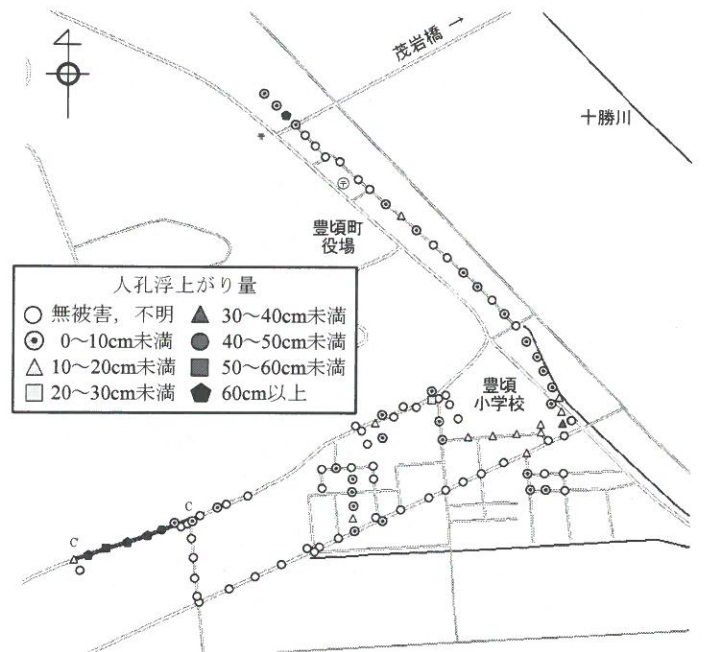 茂岩橋 →
十勝川
〒
豊頃町
役場
人孔浮上がり量
無被害，不明
30～40cm未満
0～10cm未満
40～50cm未満
10～20cm未満
50～60cm未満
20～30cm未満
60cm以上
豊頃
小学校
C
C